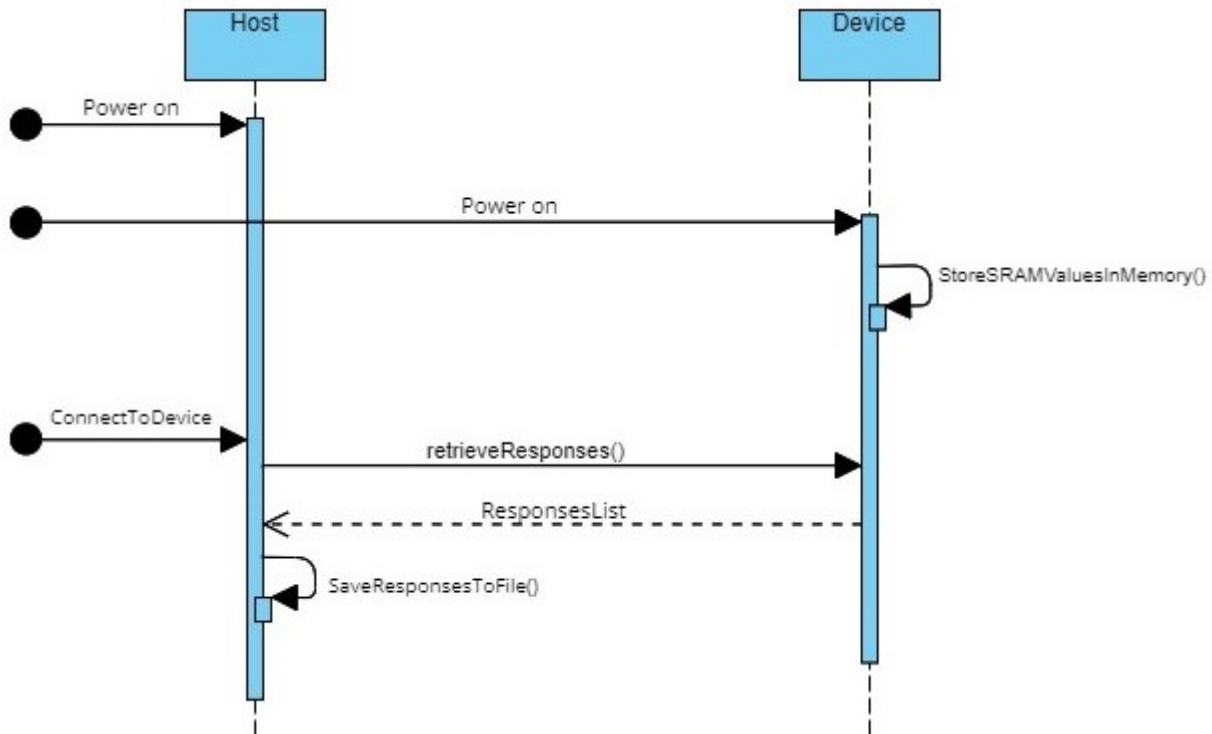 Host
Device
Power on
Power on
StoreSRAMValuesInMemory()
ConnectToDevice
retrieveResponses()
ResponsesList
SaveResponsesToFile()